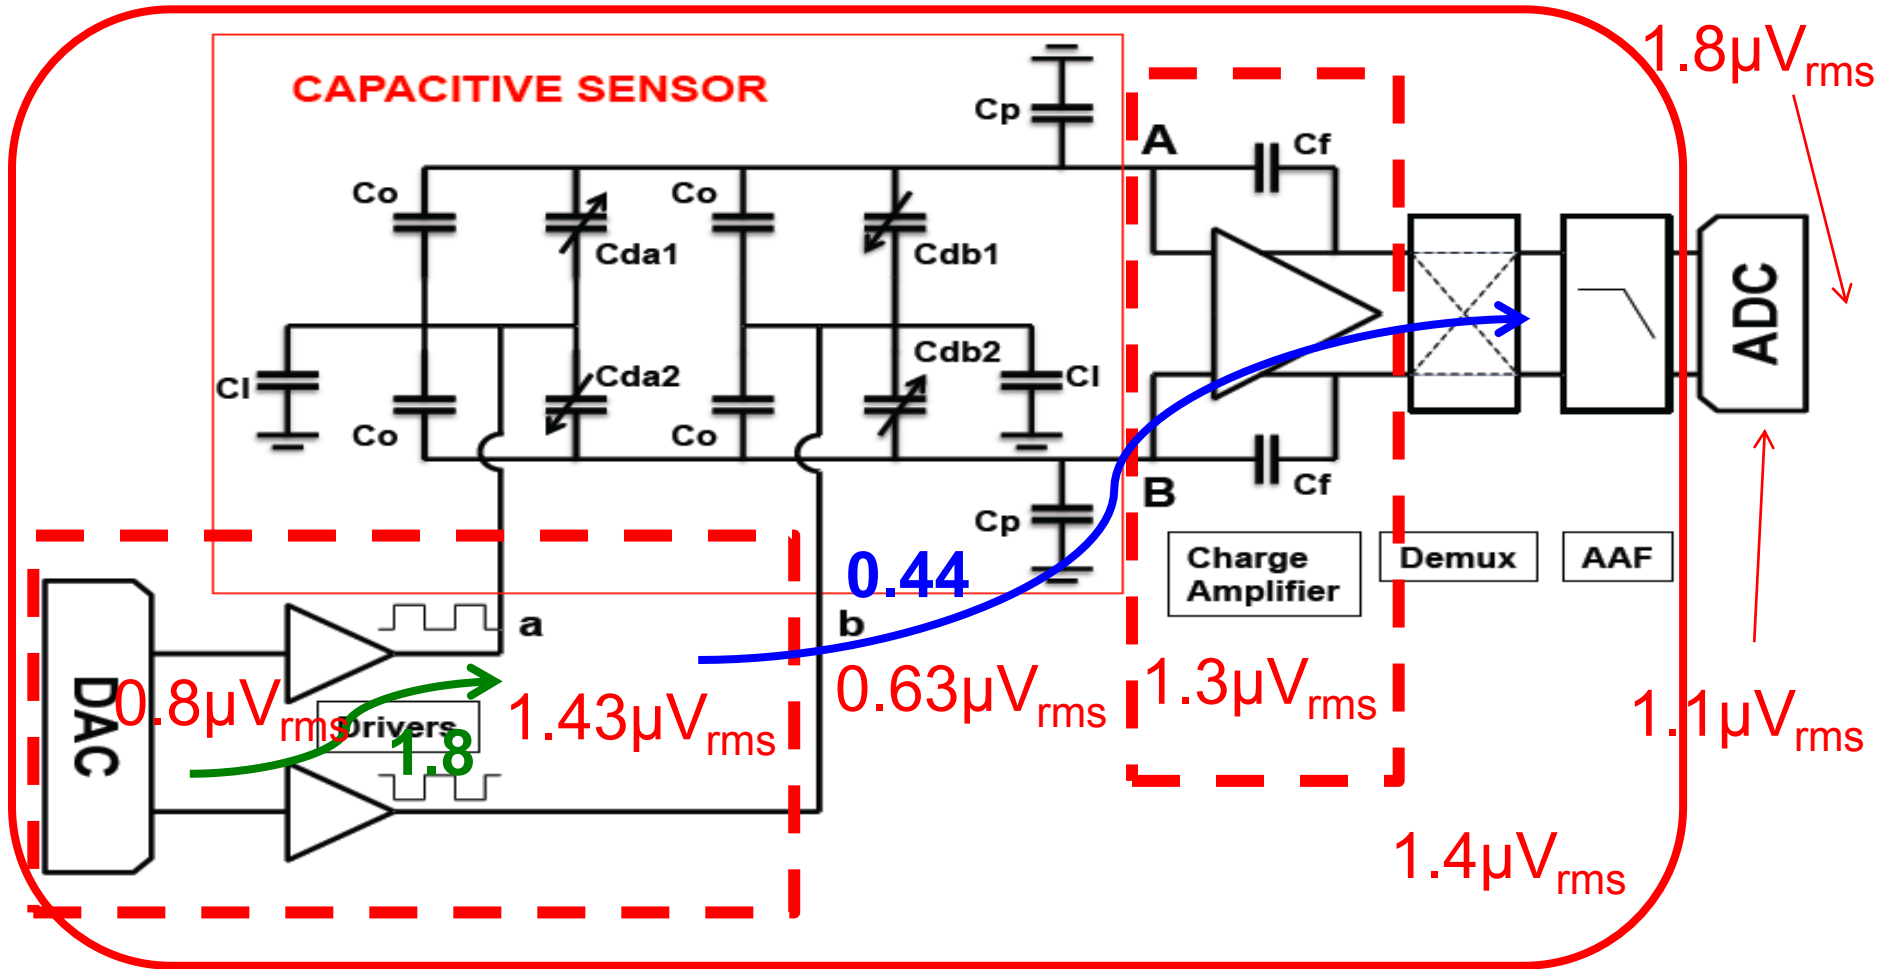 1.8µVrms
CAPACITIVE SENSOR
Cp
A
Cf
Co
Cda1
Co
Cdb1
ADC
Cl
Cda2
Cdb2
Cl
Co
Co
Cf
B
Cp
Charge
Amplifier
Demux
AAF
0.44
a
b
DAC
0.8µVrms
Drivers
1.8
1.43µVrms
0.63µVrms
1.3µVrms
1.1µVrms
1.4µVrms